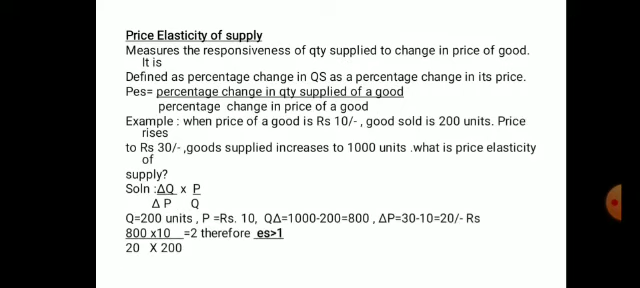 Price Elasticity of supply
Measures the responsiveness of qty supplied to change in price of good.
It is
Defined as percentage change in QS as a percentage change in its price.
Pes= percentage change in qty supplied of a good
percentage change in price of a good
Example : when price of a good is Rs 10/- , good sold is 200 units. Price
rises
to Rs 30/- ,goods supplied increases to 1000 units .what is price elasticity
of
supply?
Soln :ΔQ x P
Δ P Q
Q=200 units , P =Rs. 10, QΔ=1000-200=800 , ΔP=30-10=20/- Rs
800 x10 =2 therefore es>1
20 X 200